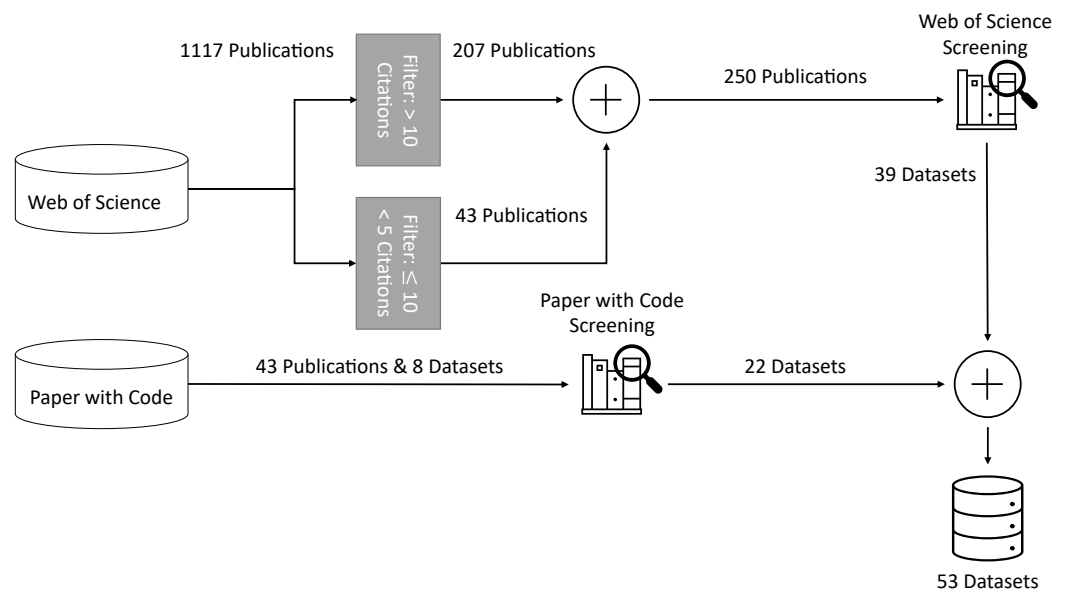 Web of Science
Screening
1117 Publications
Filter: > 10
Citations
207 Publications
250 Publications
39 Datasets
Web of Science
Filter: ≤ 10
< 5 Citations
43 Publications
Paper with Code
Screening
Paper with Code
43 Publications & 8 Datasets
22 Datasets
53 Datasets